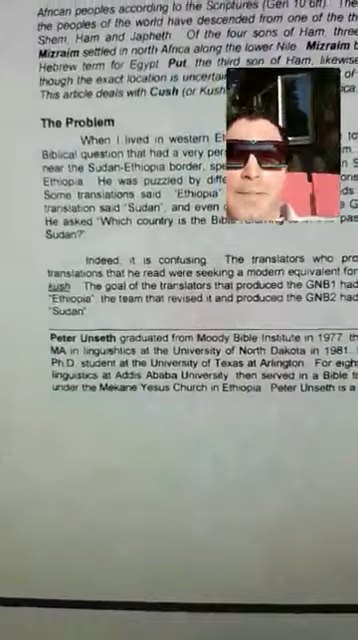 African peoples according to the Scriptures (Gen 10:6ff). The
the peoples of the world have descended from one of the th
Shem, Ham and Japheth. Of the four sons of Ham, three
Mizraim settled in north Africa along the lower Nile. Mizraim
Hebrew term for Egypt. Put, the third son of Ham, likewise
though the exact location is uncertain
This article deals with Cush (or Kush
The Problem
When I lived in western Et
Biblical question that had a very per
near the Sudan-Ethiopia border, spe
Ethiopia. He was puzzled by diffe
Some translations said "Ethiopia"
translation said "Sudan", and even
He asked "Which country is the Bib
Sudan?"
Indeed, it is confusing. The translators who pro
translations that he read were seeking a modern equivalent for
kush. The goal of the translators that produced the GNB1 had
"Ethiopia" the team that revised it and produced the GNB2 had
"Sudan"
Peter Unseth graduated from Moody Bible Institute in 1977, th
MA in linguishtics at the University of North Dakota in 1981.
Ph.D. student at the University of Texas at Arlington. For eigh
linguistics at Addis Ababa University, then served in a Bible tr
under the Mekane Yesus Church in Ethiopia. Peter Unseth is a